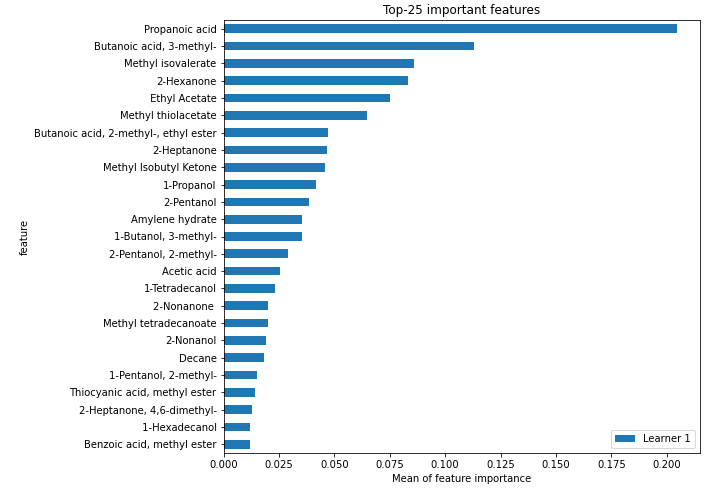 Top-25 important features
Propanoic acid
Butanoic acid, 3-methyl-
Methyl isovalerate
2-Hexanone
Ethyl Acetate
Methyl thiolacetate
Butanoic acid, 2-methyl-, ethyl ester
2-Heptanone
Methyl Isobutyl Ketone
1-Propanol
2-Pentanol
Amylene hydrate
1-Butanol, 3-methyl-
2-Pentanol, 2-methyl-
Acetic acid
1-Tetradecanol
2-Nonanone
Methyl tetradecanoate
2-Nonanol
Decane
1-Pentanol, 2-methyl-
Thiocyanic acid, methyl ester
2-Heptanone, 4,6-dimethyl-
1-Hexadecanol
Benzoic acid, methyl ester
feature
Learner 1
0.000 0.025 0.050 0.075 0.100 0.125 0.150 0.175 0.200
Mean of feature importance